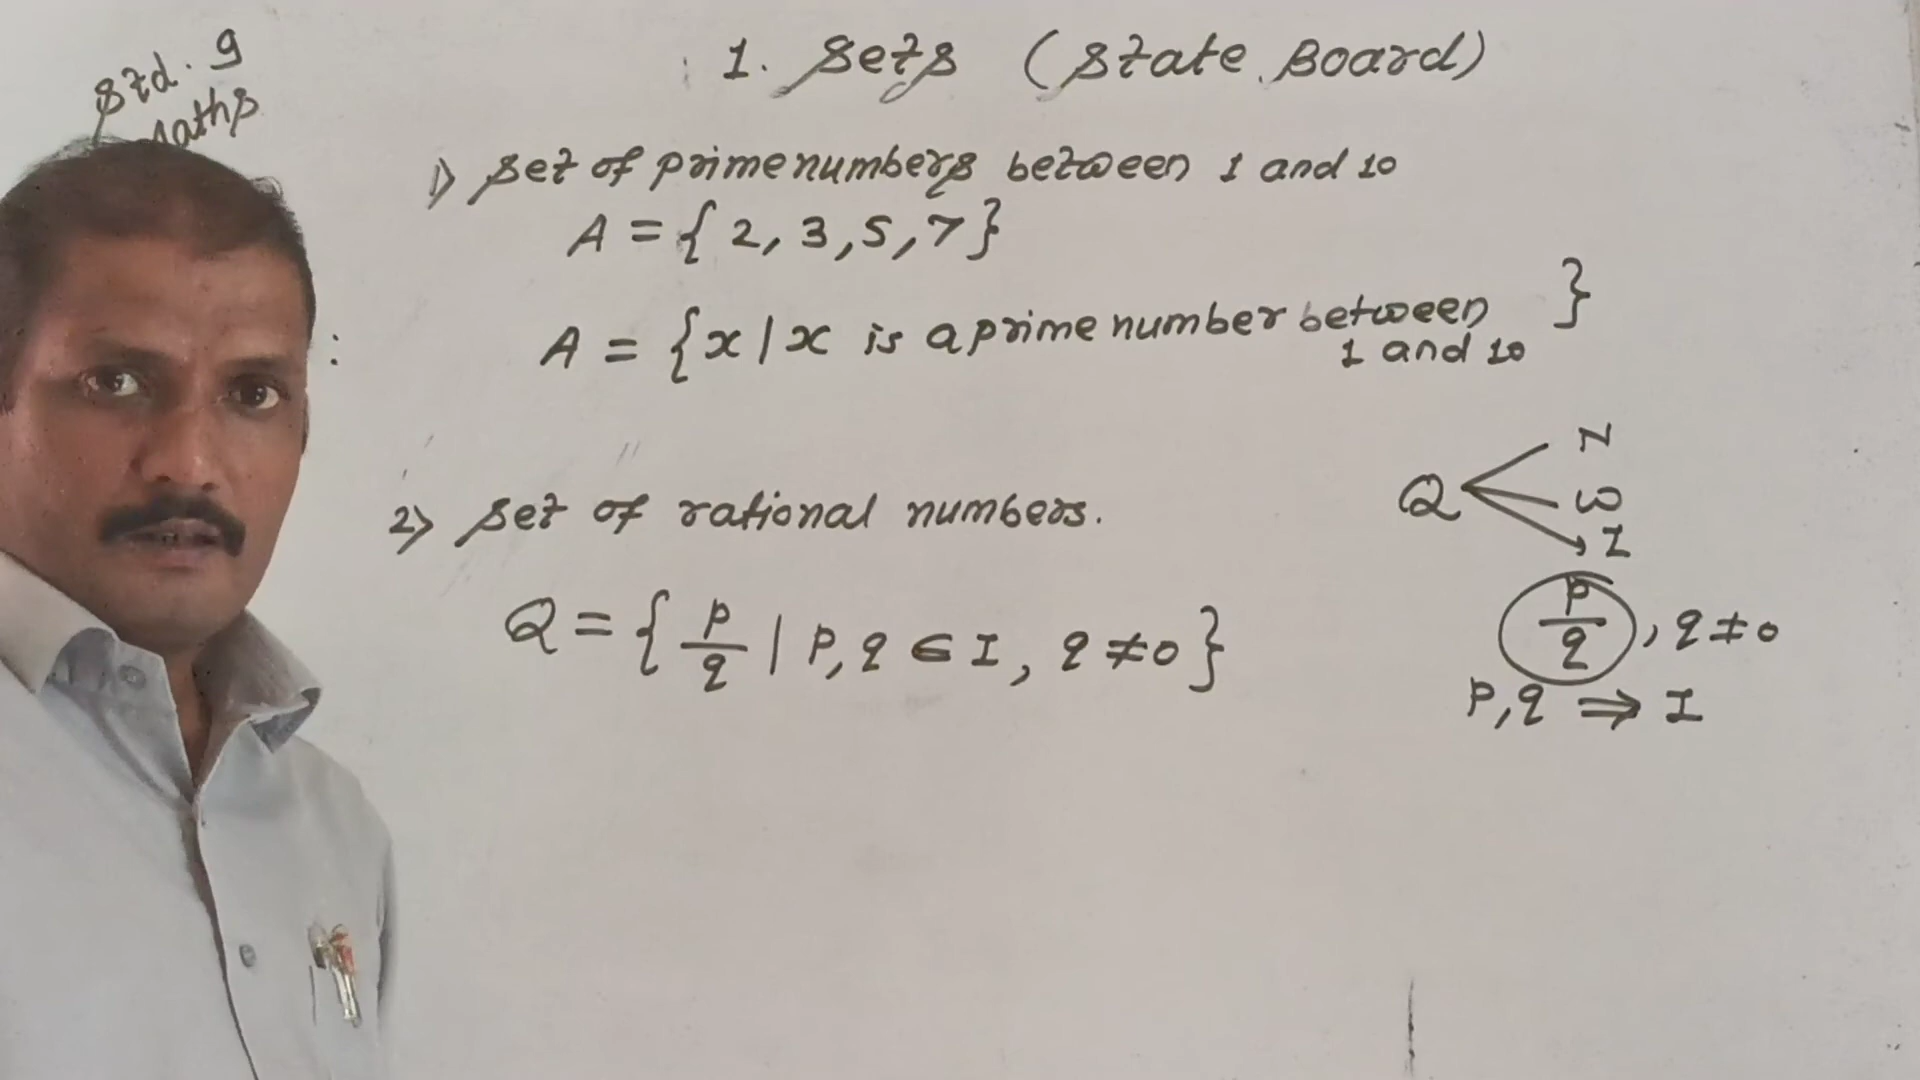 Std. 9
Maths
1. Sets (State Board)
1) Set of prime numbers between 1 and 10
A = { 2, 3, 5, 7 }
A = { x / x is a prime number between 1 and 10 }
2) Set of rational numbers.
Q = { p/q | p, q ∈ I, q ≠ 0 }
Q
N
W
I
p/q , q ≠ 0
p, q ⇒ I